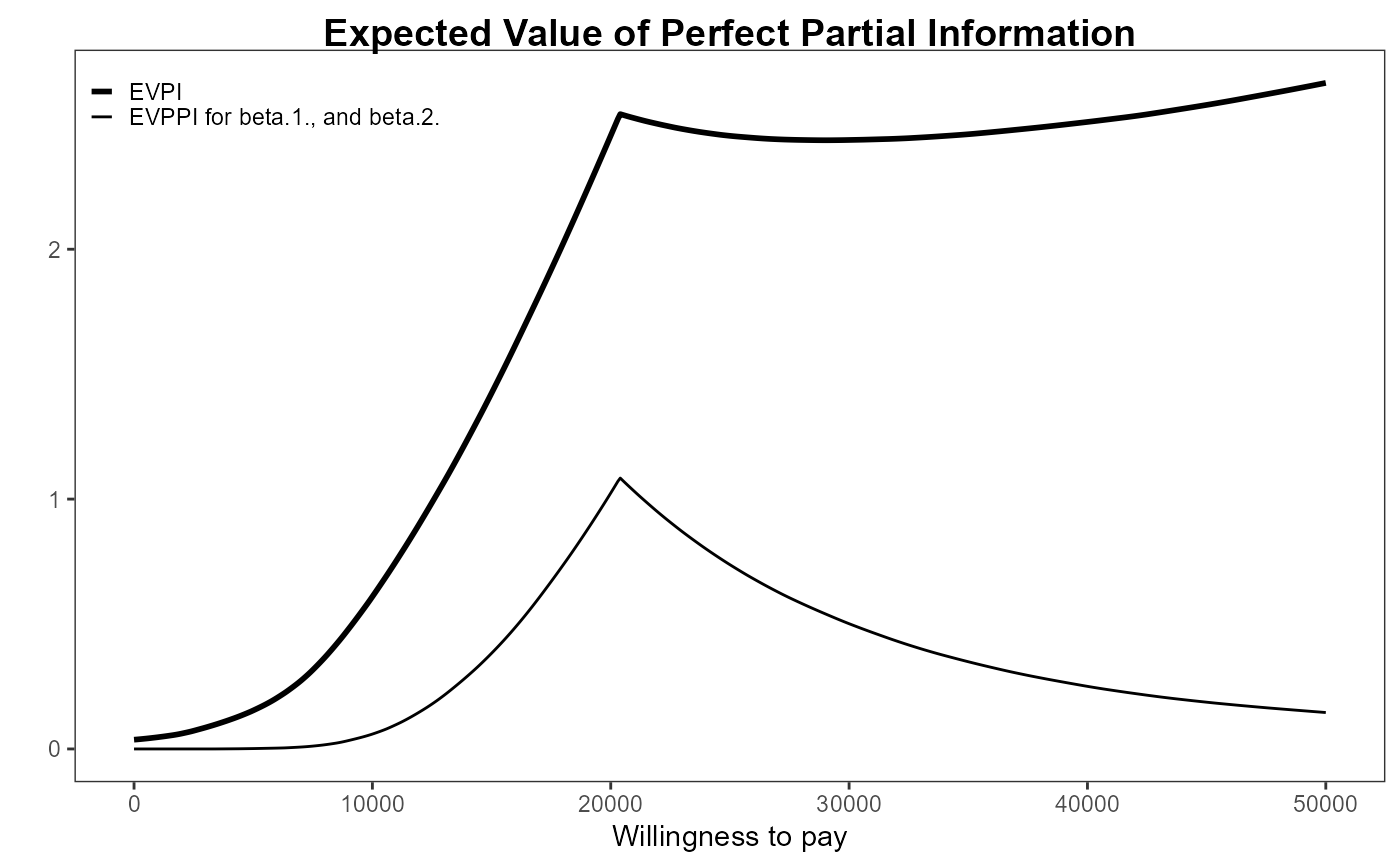 Expected Value of Perfect Partial Information
EVPI
EVPPI for beta.1., and beta.2.
2
1
0
0 10000 20000 30000 40000 50000
Willingness to pay